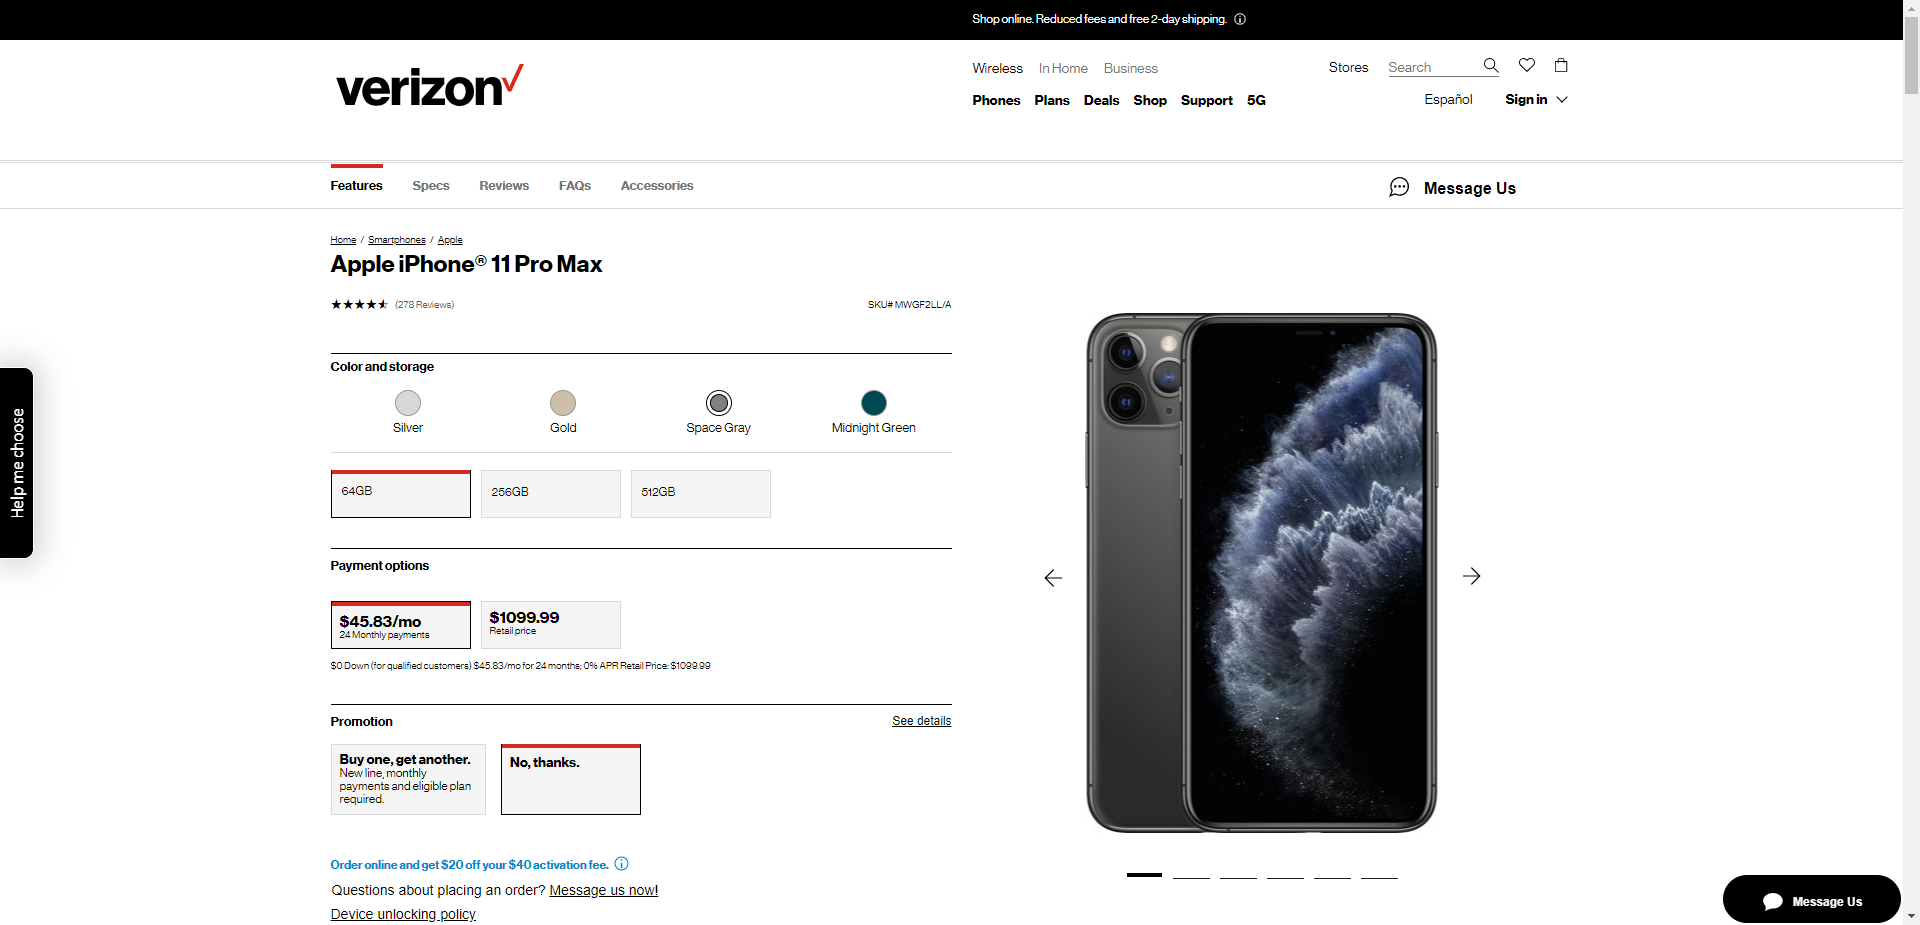 Shop online. Reduced fees and free 2-day shipping.
verizon
Wireless In Home Business
Stores Search
Phones Plans Deals Shop Support 5G
Español Sign in
Features Specs Reviews FAQs Accessories
Message Us
Home / Smartphones / Apple
Apple iPhone® 11 Pro Max
(278 Reviews)
SKU# MWGF2LL/A
Color and storage
Silver Gold Space Gray Midnight Green
64GB 256GB 512GB
Payment options
$45.83/mo
24 Monthly payments
$1099.99
Retail price
$0 Down (for qualified customers) $45.83/mo for 24 months; 0% APR Retail Price: $1099.99
Promotion
See details
Buy one, get another.
New line, monthly
payments and eligible plan
required.
No, thanks.
Order online and get $20 off your $40 activation fee.
Questions about placing an order? Message us now!
Device unlocking policy
Help me choose
Message Us